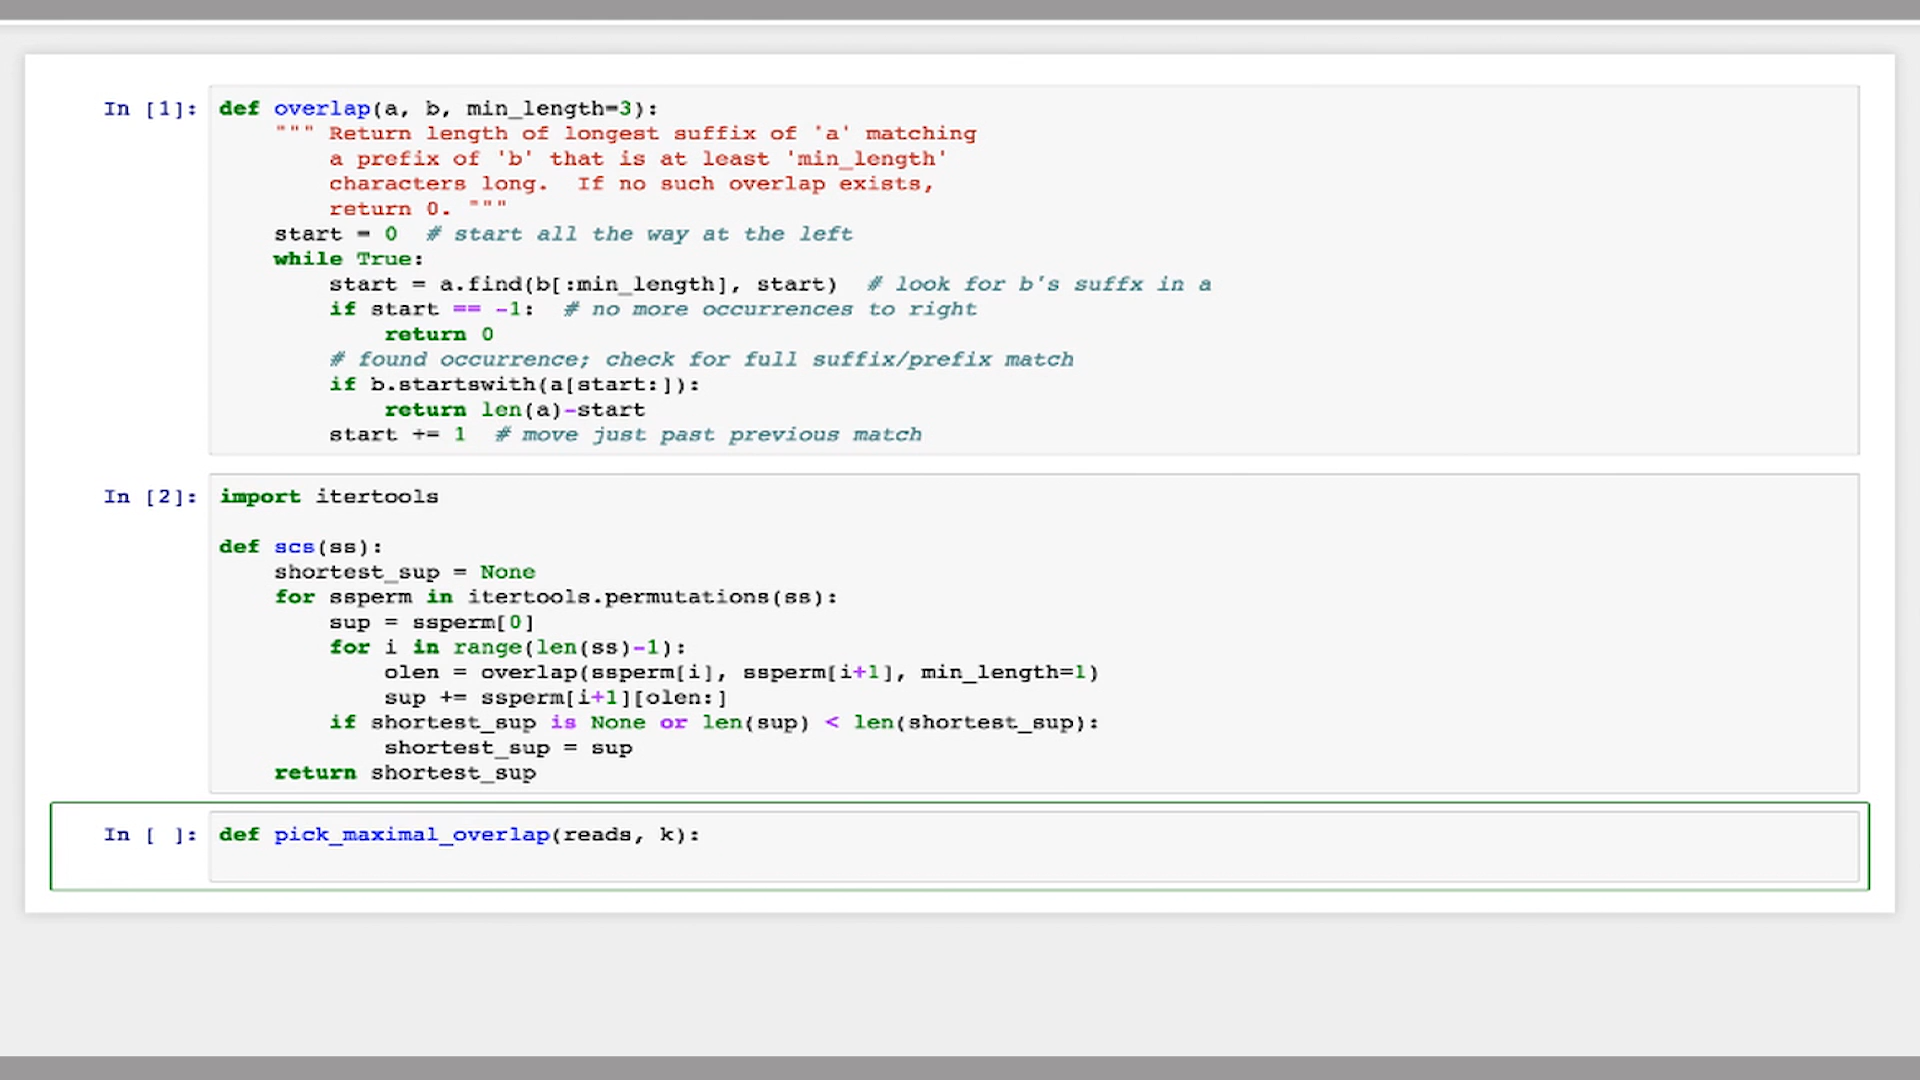 In [1]: def overlap(a, b, min_length=3):
""" Return length of longest suffix of 'a' matching
a prefix of 'b' that is at least 'min_length'
characters long.  If no such overlap exists,
return 0. """
start = 0  # start all the way at the left
while True:
start = a.find(b[:min_length], start)  # look for b's suffx in a
if start == -1:  # no more occurrences to right
return 0
# found occurrence; check for full suffix/prefix match
if b.startswith(a[start:]):
return len(a)-start
start += 1  # move just past previous match
In [2]: import itertools
def scs(ss):
shortest_sup = None
for ssperm in itertools.permutations(ss):
sup = ssperm[0]
for i in range(len(ss)-1):
olen = overlap(ssperm[i], ssperm[i+1], min_length=1)
sup += ssperm[i+1][olen:]
if shortest_sup is None or len(sup) < len(shortest_sup):
shortest_sup = sup
return shortest_sup
In [ ]: def pick_maximal_overlap(reads, k):